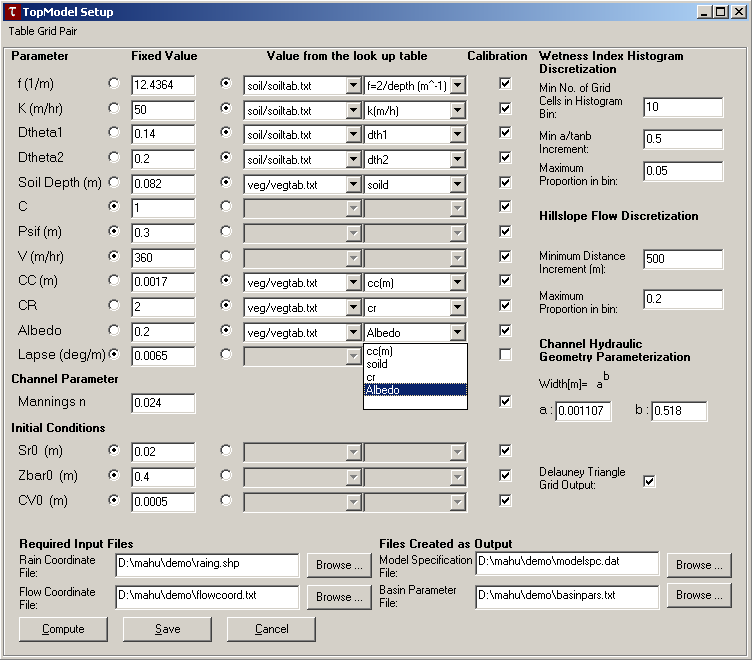 TopModel Setup
Table Grid Pair
Parameter Fixed Value Value from the look up table Calibration
f (1/m) 12.4364 soil/soiltab.txt f=2/depth (m^-1)
K (m/hr) 50 soil/soiltab.txt k(m/h)
Dtheta1 0.14 soil/soiltab.txt dth1
Dtheta2 0.2 soil/soiltab.txt dth2
Soil Depth (m) 0.082 veg/vegtab.txt soild
C 1
Psif (m) 0.3
V (m/hr) 360
CC (m) 0.0017 veg/vegtab.txt cc(m)
CR 2 veg/vegtab.txt cr
Albedo 0.2 veg/vegtab.txt Albedo
Lapse (deg/m) 0.0065
cc(m)
soild
cr
Albedo
Channel Parameter
Mannings n 0.024
Initial Conditions
Sr0 (m) 0.02
Zbar0 (m) 0.4
CV0 (m) 0.0005
Wetness Index Histogram
Discretization
Min No. of Grid
Cells in Histogram
Bin: 10
Min a/tanb
Increment: 0.5
Maximum
Proportion in bin: 0.05
Hillslope Flow Discretization
Minimum Distance
Increment (m): 500
Maximum
Proportion in bin: 0.2
Channel Hydraulic
Geometry Parameterization
Width[m]= a b
a : 0.001107 b : 0.518
Delauney Triangle
Grid Output:
Required Input Files
Rain Coordinate
File: D:\mahu\demo\raing.shp Browse ...
Flow Coordinate
File: D:\mahu\demo\flowcoord.txt Browse ...
Files Created as Output
Model Specification
File: D:\mahu\demo\modelspc.dat Browse ...
Basin Parameter
File: D:\mahu\demo\basinpars.txt Browse ...
Compute Save Cancel